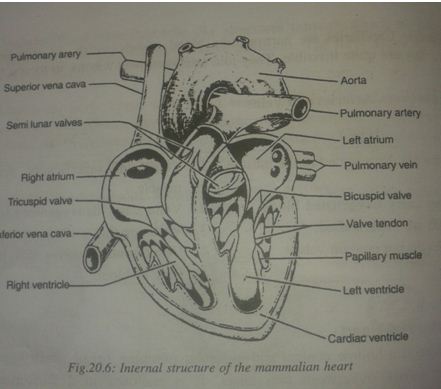 Pulmonary arery
Superior vena cava
Semi lunar valves
Right atrium
Tricuspid valve
nferior vena cava
Right ventricle
Aorta
Pulmonary artery
Left atrium
Pulmonary vein
Bicuspid valve
Valve tendon
Papillary muscle
Left ventricle
Cardiac ventricle
Fig.20.6: Internal structure of the mammalian heart